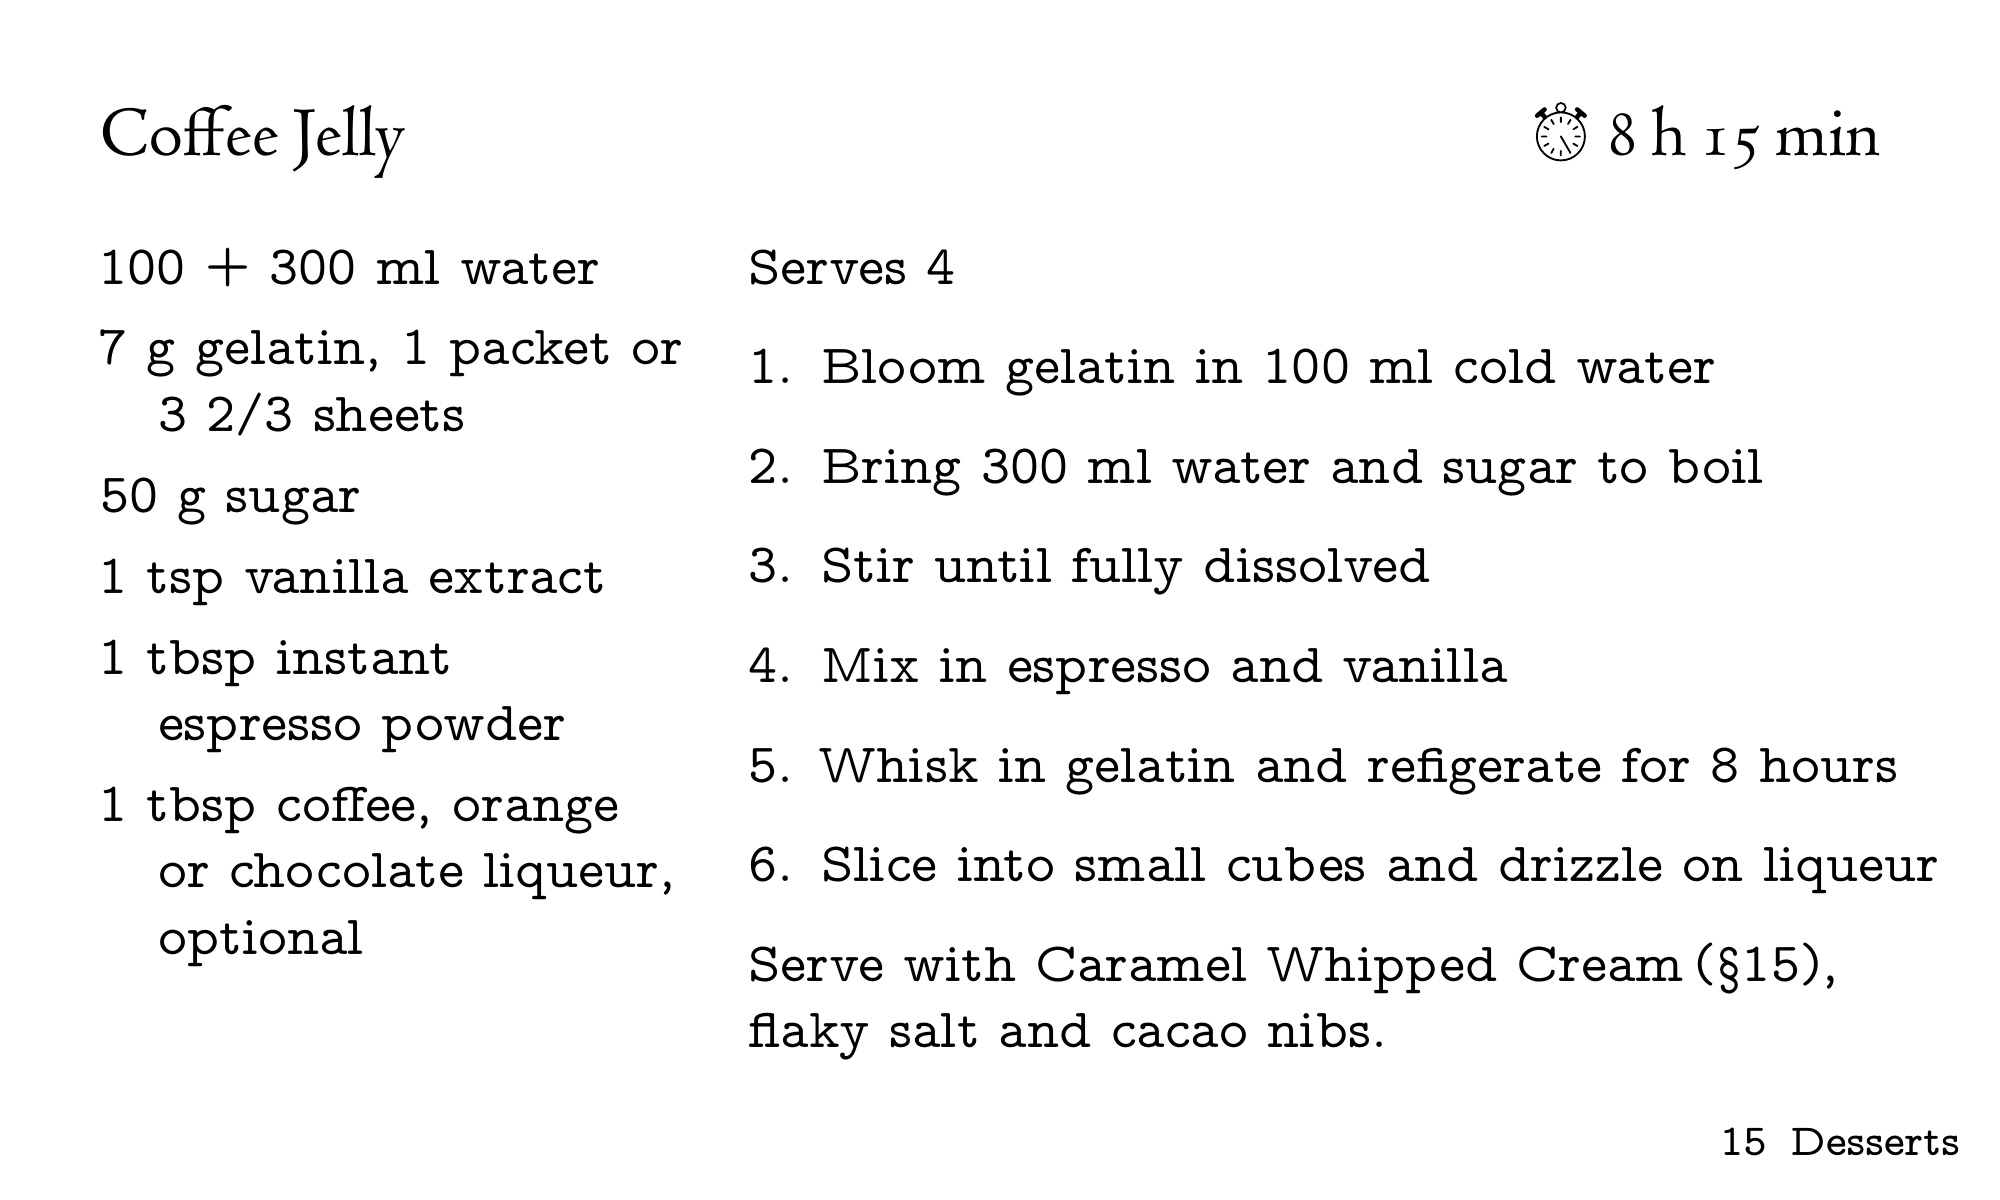 Coffee Jelly
8 h 15 min
100 + 300 ml water
7 g gelatin, 1 packet or
3 2/3 sheets
50 g sugar
1 tsp vanilla extract
1 tbsp instant
espresso powder
1 tbsp coffee, orange
or chocolate liqueur,
optional
Serves 4
1. Bloom gelatin in 100 ml cold water
2. Bring 300 ml water and sugar to boil
3. Stir until fully dissolved
4. Mix in espresso and vanilla
5. Whisk in gelatin and refigerate for 8 hours
6. Slice into small cubes and drizzle on liqueur
Serve with Caramel Whipped Cream (§15),
flaky salt and cacao nibs.
15 Desserts